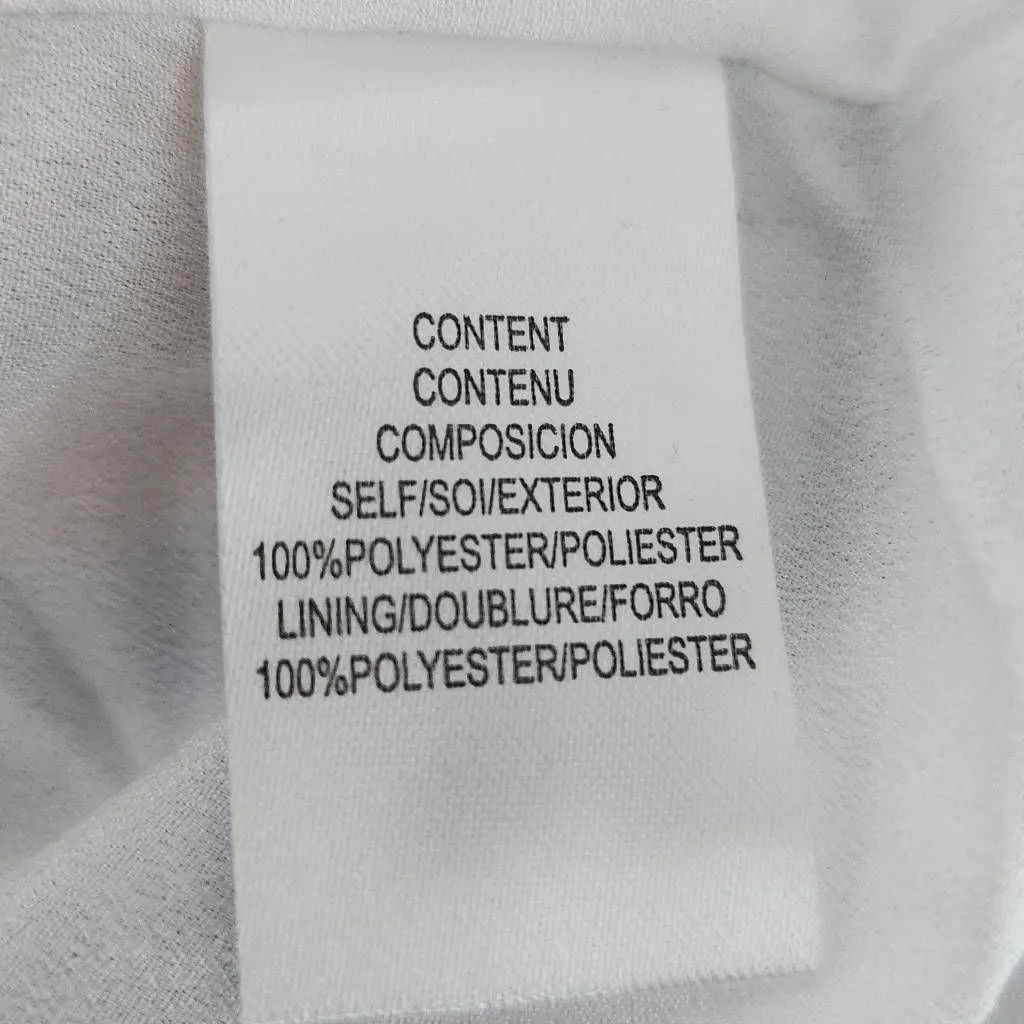 CONTENT
CONTENU
COMPOSICION
SELF/SOI/EXTERIOR
100%POLYESTER/POLIESTER
LINING/DOUBLURE/FORRO
100%POLYESTER/POLIESTER